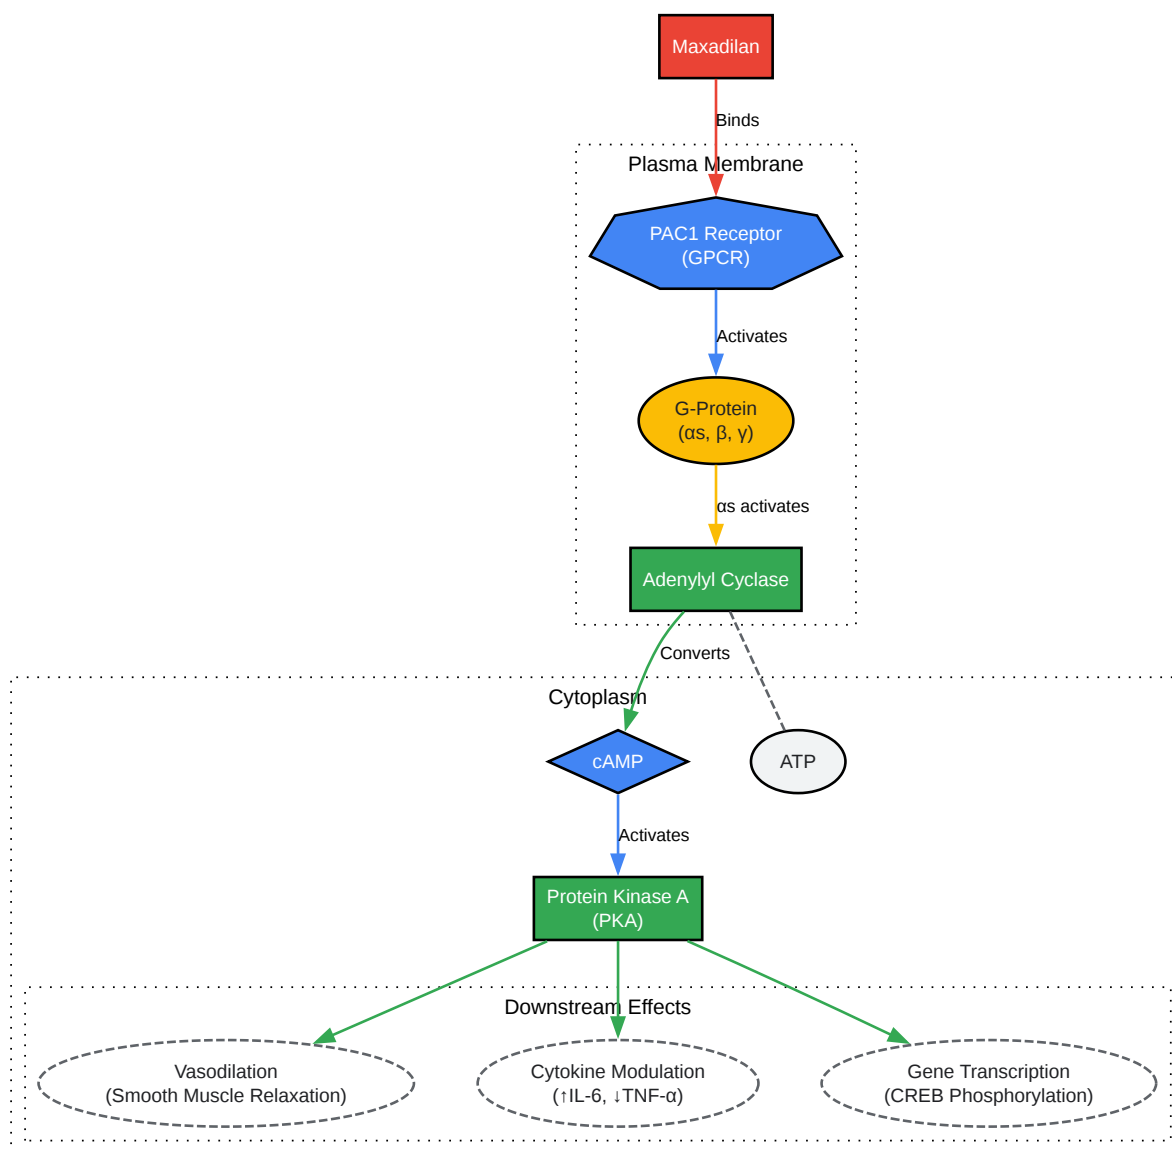 Maxadilan
Binds
Plasma Membrane
PAC1 Receptor
(GPCR)
Activates
G-Protein
(αs, β, γ)
αs activates
Adenylyl Cyclase
Converts
Cytoplasm
cAMP
ATP
Activates
Protein Kinase A
(PKA)
Downstream Effects
Vasodilation
(Smooth Muscle Relaxation)
Cytokine Modulation
(↑IL-6, ↓TNF-α)
Gene Transcription
(CREB Phosphorylation)